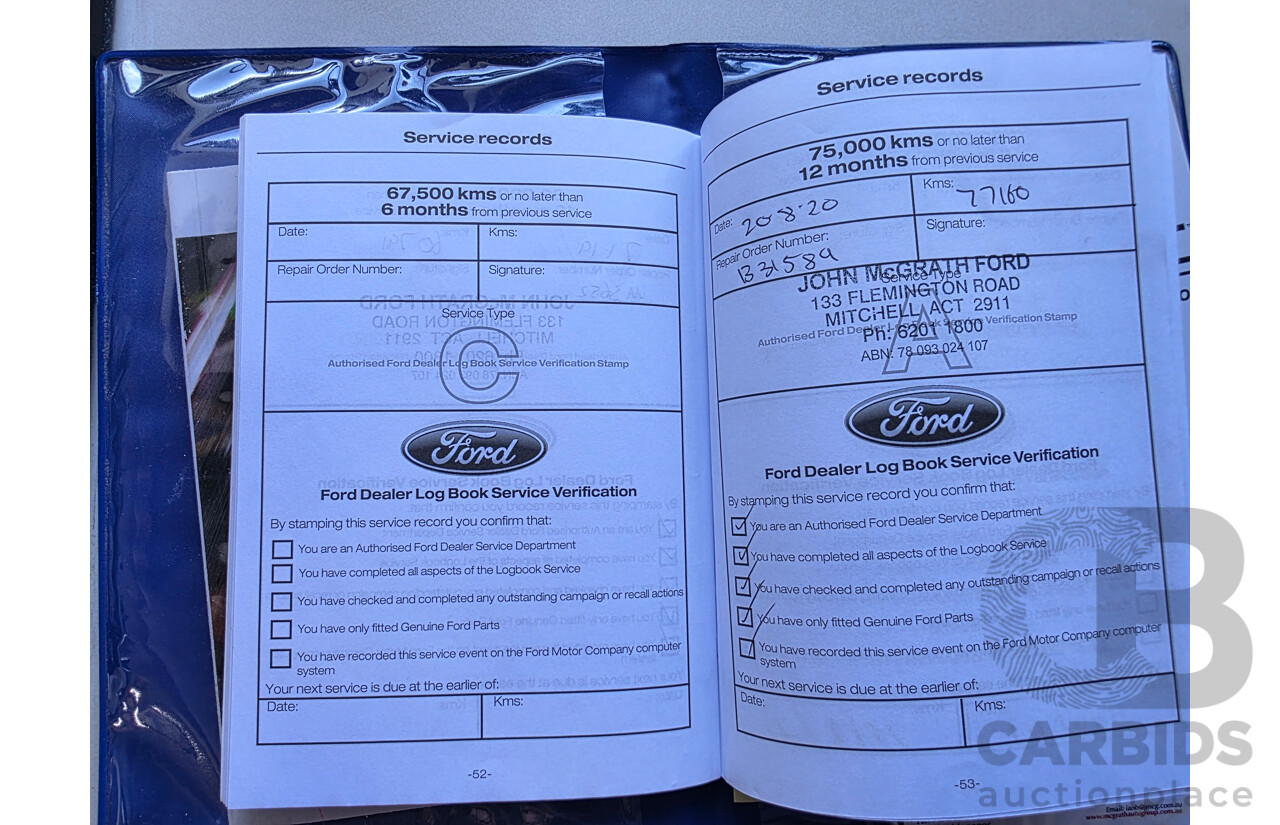 Service records
67,500 kms or no later than
6 months from previous service
Date:
Kms:
Repair Order Number:
Signature:
Service Type
C
Authorised Ford Dealer Log Book Service Verification Stamp
Ford
Ford Dealer Log Book Service Verification
By stamping this service record you confirm that:
You are an Authorised Ford Dealer Service Department
You have completed all aspects of the Logbook Service
You have checked and completed any outstanding campaign or recall actions
You have only fitted Genuine Ford Parts
You have recorded this service event on the Ford Motor Company computer
system
Your next service is due at the earlier of:
Date:
Kms:
-52-
Service records
75,000 kms or no later than
12 months from previous service
Date: 20.8.20
Kms: 77160
Repair Order Number:
Signature:
Service Type
JOHN McGRATH FORD
133 FLEMINGTON ROAD
MITCHELL ACT 2911
Authorised Ford Dealer Log Book Service Verification Stamp
A
Ph: 6201 1800
ABN: 78 093 024 107
Ford
Ford Dealer Log Book Service Verification
By stamping this service record you confirm that:
You are an Authorised Ford Dealer Service Department
You have completed all aspects of the Logbook Service
You have checked and completed any outstanding campaign or recall actions
You have only fitted Genuine Ford Parts
You have recorded this service event on the Ford Motor Company computer
system
Your next service is due at the earlier of:
Date:
Kms:
-53-
CB
CARBIDS
auctionplace
www.mcgrathautogroup.com.au